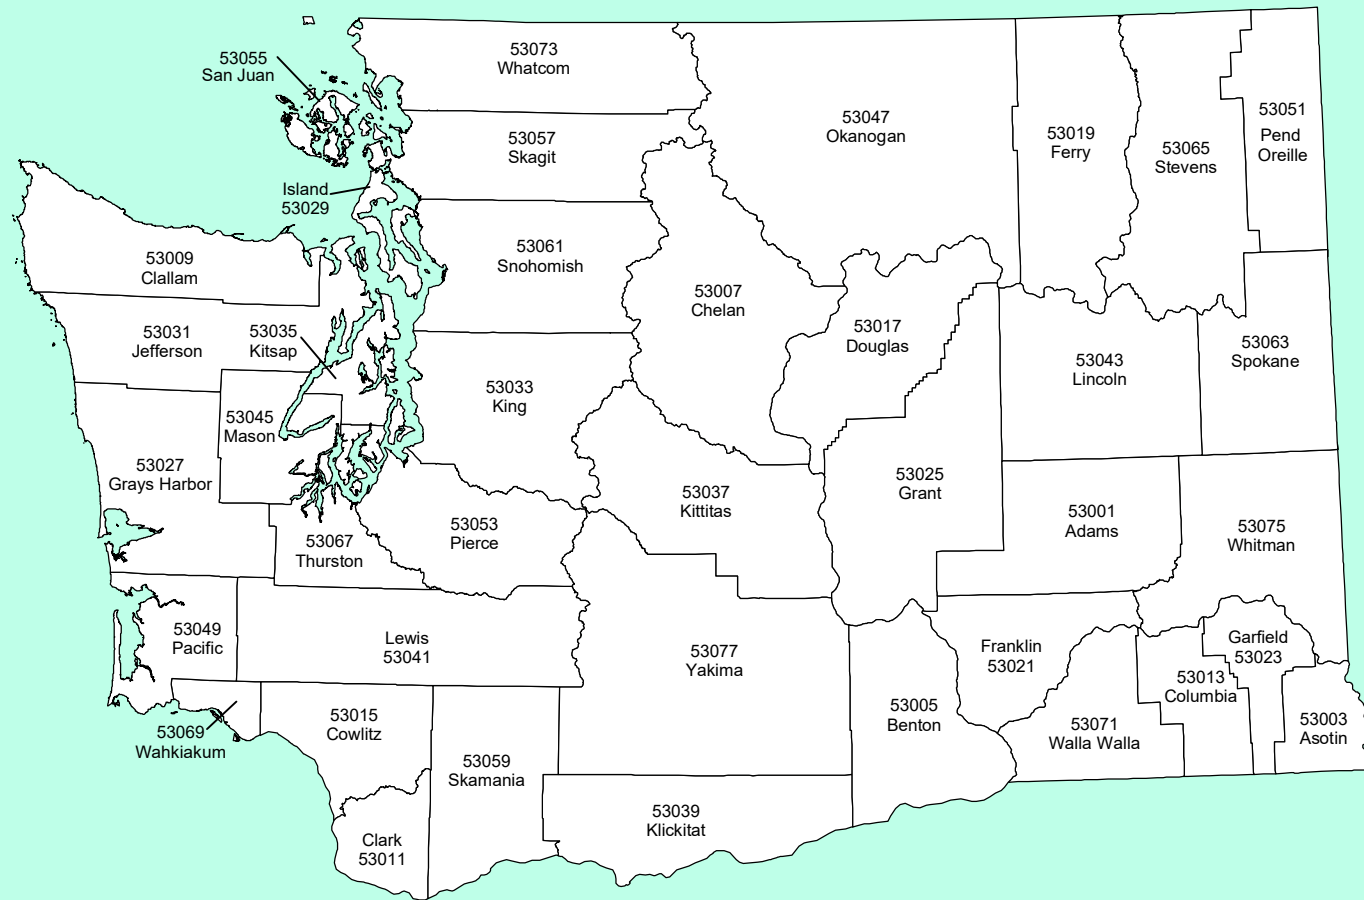 53055
San Juan
53073
Whatcom
53047
Okanogan
53019
Ferry
53065
Stevens
53051
Pend
Oreille
53057
Skagit
Island
53029
53009
Clallam
53061
Snohomish
53007
Chelan
53031
Jefferson
53035
Kitsap
53017
Douglas
53043
Lincoln
53063
Spokane
53033
King
53045
Mason
53027
Grays Harbor
53025
Grant
53037
Kittitas
53001
Adams
53075
Whitman
53053
Pierce
53067
Thurston
53049
Pacific
Lewis
53041
53077
Yakima
Franklin
53021
Garfield
53023
53013
Columbia
53005
Benton
53071
Walla Walla
53003
Asotin
53069
Wahkiakum
53015
Cowlitz
53059
Skamania
53039
Klickitat
Clark
53011